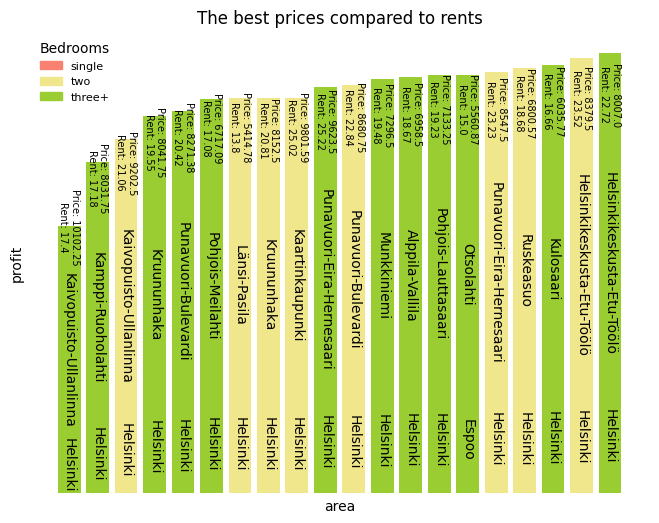 The best prices compared to rents
Bedrooms
single
two
three+
profit
Price: 10102.25
Rent: 17.4
Kaivopuisto-Ullanlinna
Helsinki
Price: 8031.75
Rent: 17.18
Kamppi-Ruoholahti
Helsinki
Price: 9202.5
Rent: 21.06
Kaivopuisto-Ullanlinna
Helsinki
Price: 8041.75
Rent: 19.55
Kruununhaka
Helsinki
Price: 8271.38
Rent: 20.42
Punavuori-Bulevardi
Helsinki
Price: 6717.09
Rent: 17.08
Pohjois-Meilahti
Helsinki
Price: 5414.78
Rent: 13.8
Länsi-Pasila
Helsinki
Price: 8152.5
Rent: 20.81
Kruununhaka
Helsinki
Price: 9801.59
Rent: 25.02
Kaartinkaupunki
Helsinki
Price: 9623.5
Rent: 25.22
Punavuori-Eira-Hernesaari
Helsinki
Price: 8680.75
Rent: 22.84
Punavuori-Bulevardi
Helsinki
Price: 7296.5
Rent: 19.48
Munkkiniemi
Helsinki
Price: 6958.5
Rent: 18.67
Alppila-Vallila
Helsinki
Price: 7133.25
Rent: 19.23
Pohjois-Lauttasaari
Helsinki
Price: 5560.87
Rent: 15.0
Otsolahti
Espoo
Price: 8547.5
Rent: 23.23
Punavuori-Eira-Hernesaari
Helsinki
Price: 6800.57
Rent: 18.68
Ruskeasuo
Helsinki
Price: 6035.77
Rent: 16.66
Kulosaari
Helsinki
Price: 8379.5
Rent: 23.52
Helsinkikeskusta-Etu-Töölö
Helsinki
Price: 8007.0
Rent: 22.72
Helsinkikeskusta-Etu-Töölö
Helsinki
area